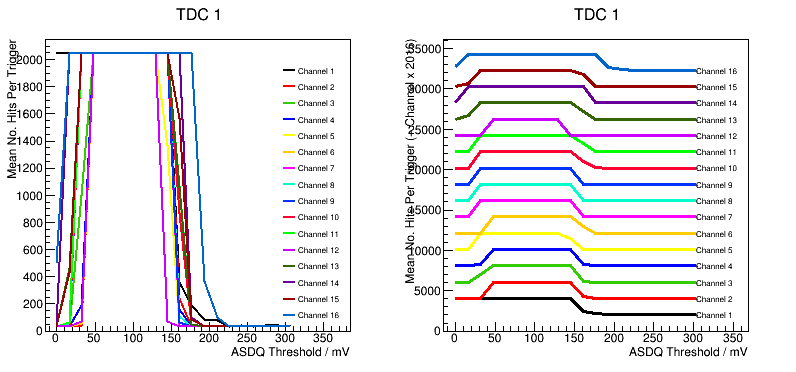 TDC 1
Mean No. Hits Per Trigger
2000
1800
1600
1400
1200
1000
800
600
400
200
0
0 50 100 150 200 250 300 350
ASDQ Threshold / mV
Channel 1
Channel 2
Channel 3
Channel 4
Channel 5
Channel 6
Channel 7
Channel 8
Channel 9
Channel 10
Channel 11
Channel 12
Channel 13
Channel 14
Channel 15
Channel 16
TDC 1
Mean No. Hits Per Trigger (+ Channel x 2016)
35000
30000
25000
20000
15000
10000
5000
0
0 50 100 150 200 250 300 350
ASDQ Threshold / mV
Channel 16
Channel 15
Channel 14
Channel 13
Channel 12
Channel 11
Channel 10
Channel 9
Channel 8
Channel 7
Channel 6
Channel 5
Channel 4
Channel 3
Channel 2
Channel 1